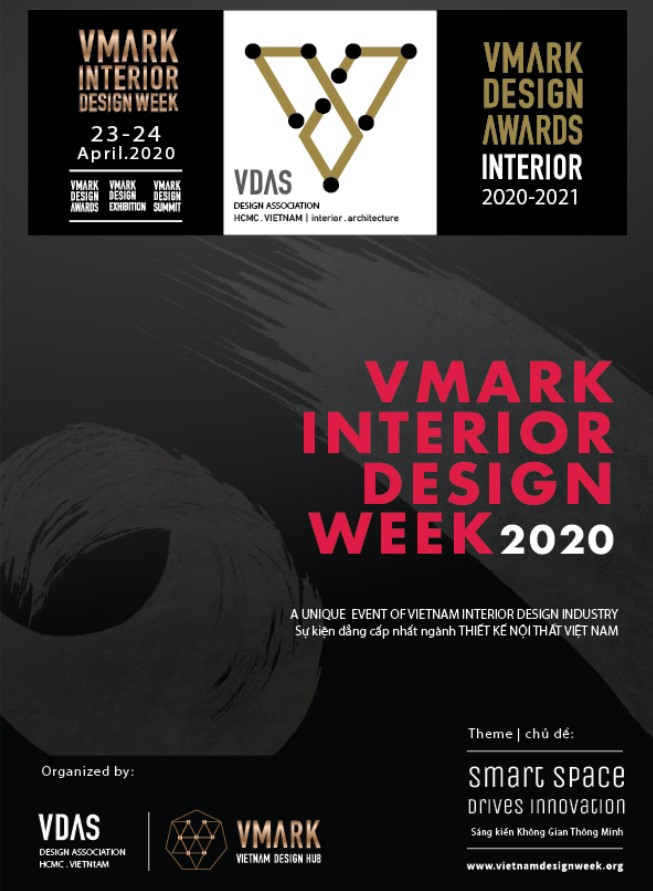 VMARK
INTERIOR
DESIGN WEEK
23-24
April.2020
VMARK DESIGN AWARDS
VMARK DESIGN EXHIBITION
VMARK DESIGN SUMMIT
VDAS
DESIGN ASSOCIATION
HCMC . VIETNAM | interior . architecture
VMARK
DESIGN
AWARDS
INTERIOR
2020-2021
VMARK
INTERIOR
DESIGN
WEEK 2020
A UNIQUE EVENT OF VIETNAM INTERIOR DESIGN INDUSTRY
Sự kiện đẳng cấp nhất ngành THIẾT KẾ NỘI THẤT VIỆT NAM
Theme | chủ đề:
smart space
Drives innovation
Sáng kiến Không Gian Thông Minh
www.vietnamdesignweek.org
Organized by:
VDAS
DESIGN ASSOCIATION
HCMC . VIETNAM
VMARK
VIETNAM DESIGN HUB